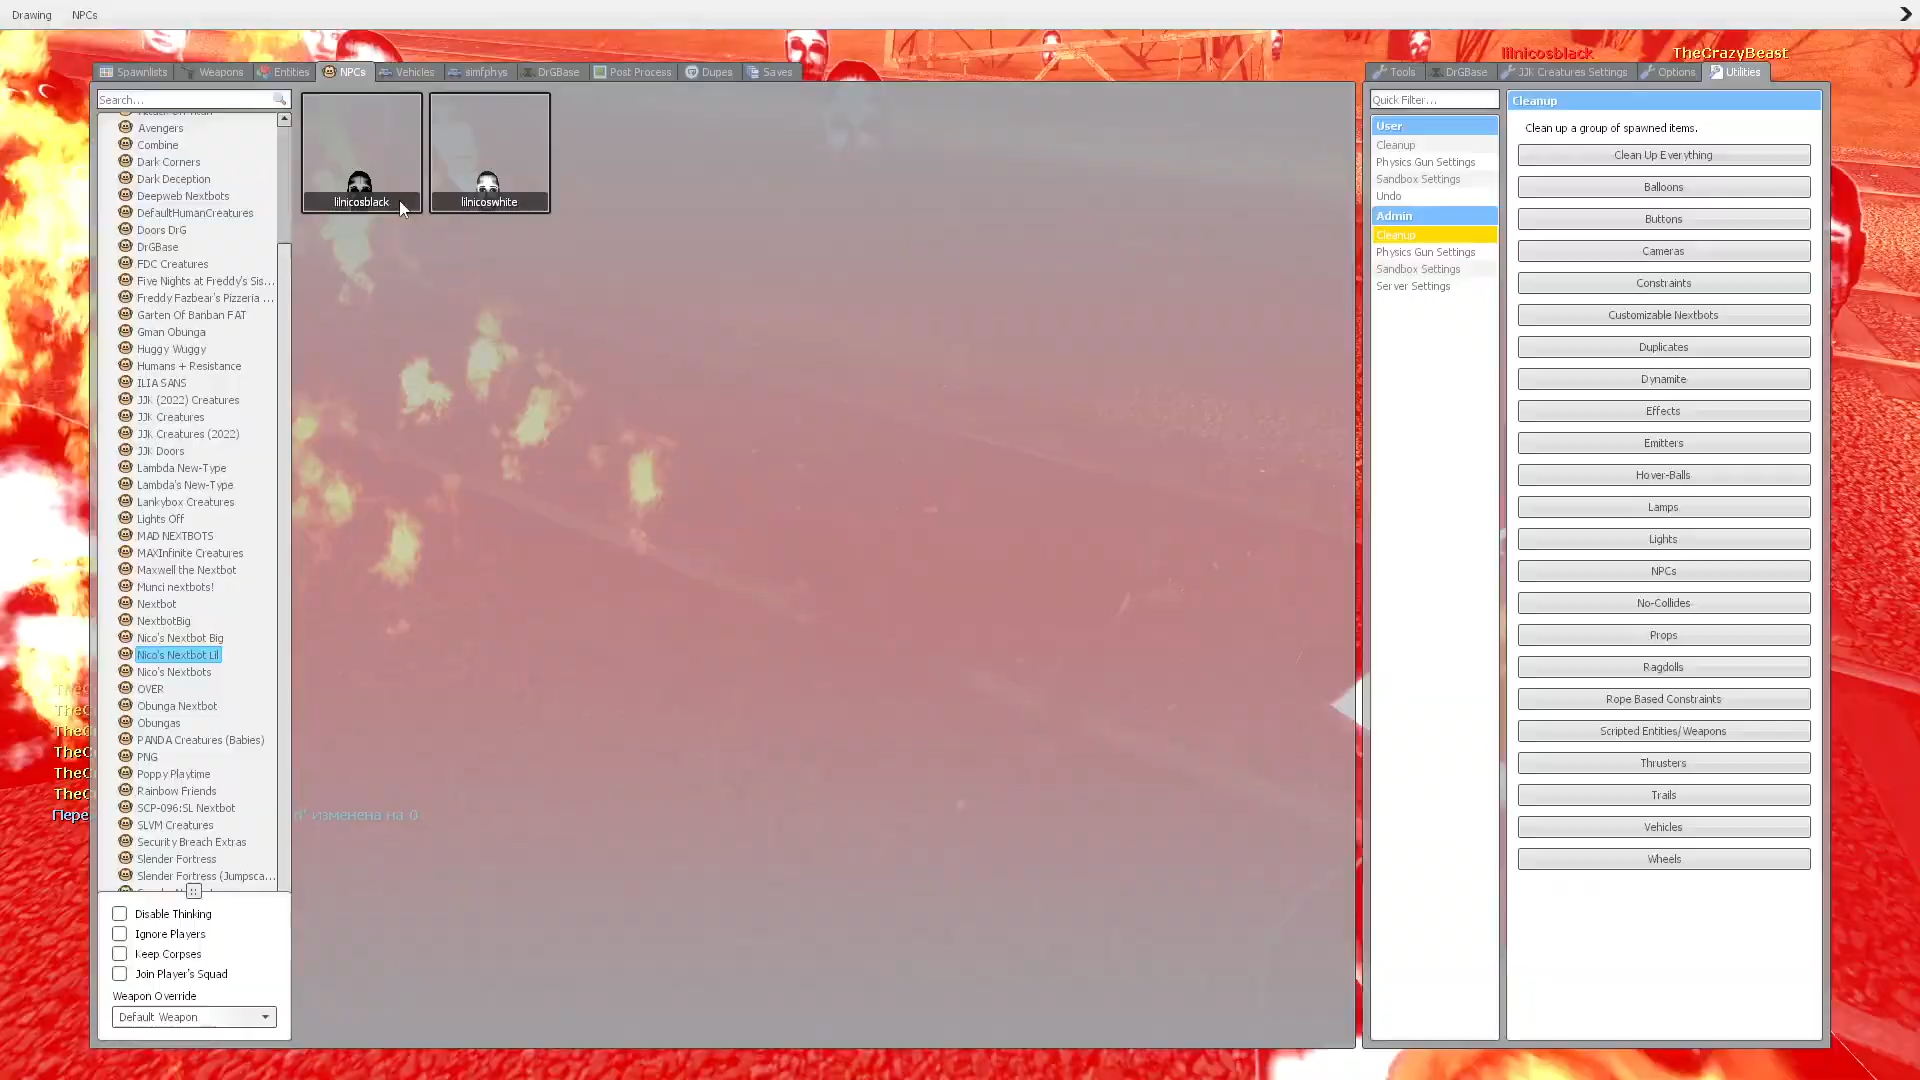 Drawing NPCs
lilnicosblack TheCrazyBeast
Spawnlists Weapons Entities NPCs Vehicles simfphys DrGBase Post Process Dupes Saves
Search...
Avengers
Combine
Dark Corners
Dark Deception
Deepweb Nextbots
DefaultHumanCreatures
Doors DrG
DrGBase
FDC Creatures
Five Nights at Freddy's Sis...
Freddy Fazbear's Pizzeria ...
Garten Of Banban FAT
Gman Obunga
Huggy Wuggy
Humans + Resistance
ILIA SANS
JJK (2022) Creatures
JJK Creatures
JJK Creatures (2022)
JJK Doors
Lambda New-Type
Lambda's New-Type
Lankybox Creatures
Lights Off
MAD NEXTBOTS
MAXInfinite Creatures
Maxwell the Nextbot
Munci nextbots!
Nextbot
NextbotBig
Nico's Nextbot Big
Nico's Nextbot Lil
Nico's Nextbots
OVER
Obunga Nextbot
Obungas
PANDA Creatures (Babies)
PNG
Poppy Playtime
Rainbow Friends
SCP-096:SL Nextbot
SLVM Creatures
Security Breach Extras
Slender Fortress
Slender Fortress (Jumpsca...
Disable Thinking
Ignore Players
Keep Corpses
Join Player's Squad
Weapon Override
Default Weapon
lilnicosblack
lilnicoswhite
TheC
TheC
TheC
TheC
TheC
Пере
изменена на 0
Tools DrGBase JJK Creatures Settings Options Utilities
Quick Filter...
User
Cleanup
Physics Gun Settings
Sandbox Settings
Undo
Admin
Cleanup
Physics Gun Settings
Sandbox Settings
Server Settings
Cleanup
Clean up a group of spawned items.
Clean Up Everything
Balloons
Buttons
Cameras
Constraints
Customizable Nextbots
Duplicates
Dynamite
Effects
Emitters
Hover-Balls
Lamps
Lights
NPCs
No-Collides
Props
Ragdolls
Rope Based Constraints
Scripted Entities/Weapons
Thrusters
Trails
Vehicles
Wheels